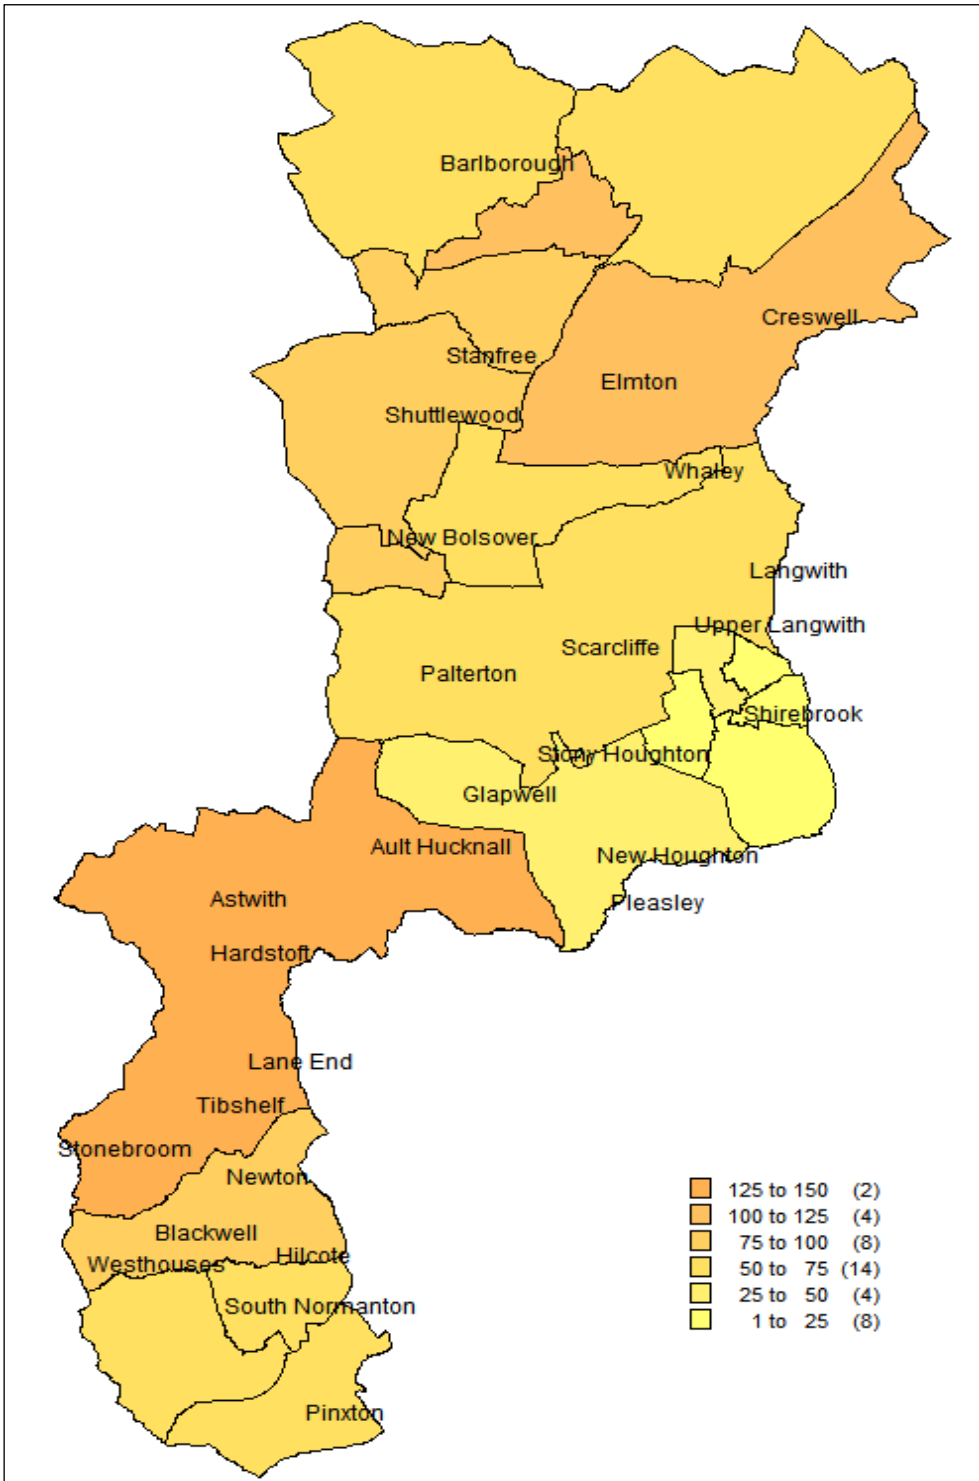 Barlborough
Creswell
Stanfree
Elmton
Shuttlewood
Whaley
New Bolsover
Langwith
Upper Langwith
Scarcliffe
Palterton
Shirebrook
Stony Houghton
Glapwell
Ault Hucknall
New Houghton
Astwith
Pleasley
Hardstoft
Lane End
Tibshelf
Stonebroom
Newton
Blackwell
Hilcote
Westhouses
South Normanton
Pinxton
125 to 150 (2)
100 to 125 (4)
75 to 100 (8)
50 to 75 (14)
25 to 50 (4)
1 to 25 (8)